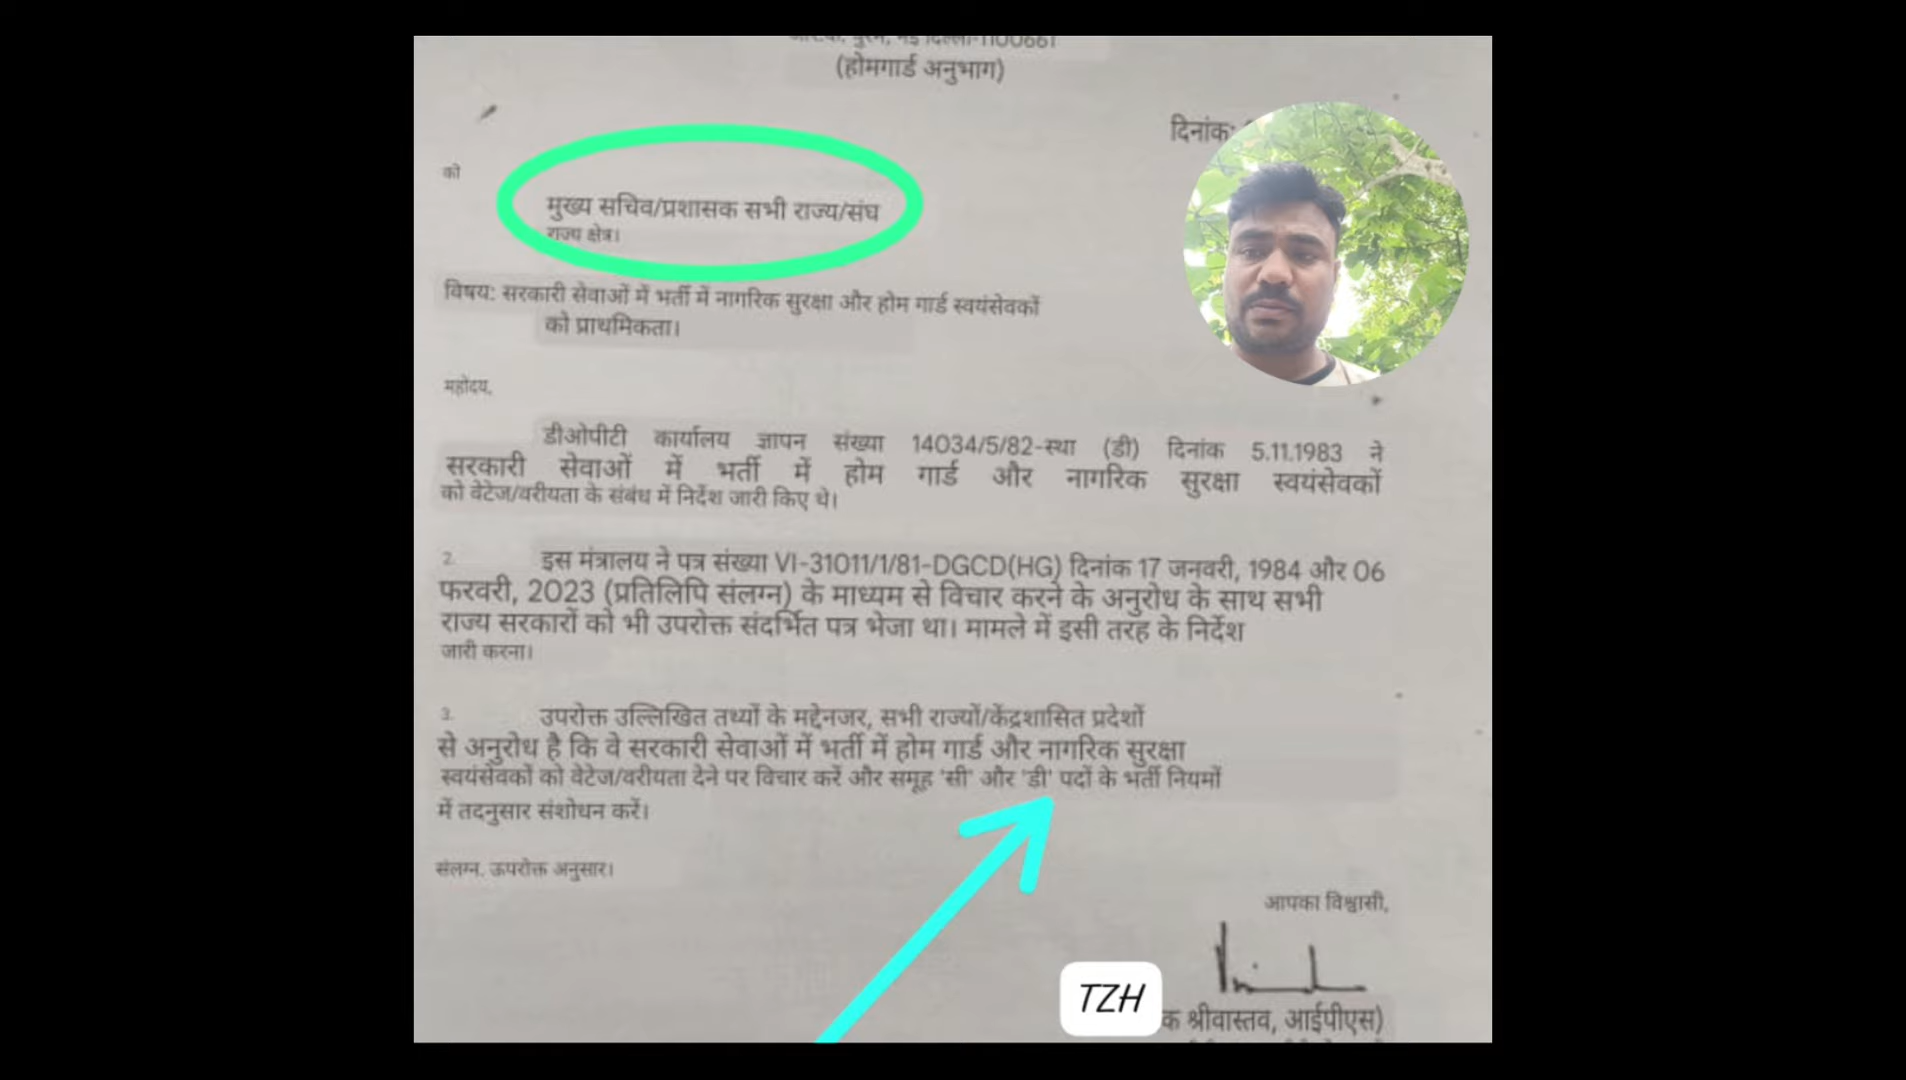 (होमगार्ड अनुभाग)
दिनांक:
को
मुख्य सचिव/प्रशासक सभी राज्य/संघ
राज्य क्षेत्र।
विषय: सरकारी सेवाओं में भर्ती में नागरिक सुरक्षा और होम गार्ड स्वयंसेवकों
को प्राथमिकता।
महोदय,
डीओपीटी कार्यालय ज्ञापन संख्या 14034/5/82-स्था (डी) दिनांक 5.11.1983 ने
सरकारी सेवाओं में भर्ती में होम गार्ड और नागरिक सुरक्षा स्वयंसेवकों
को वेटेज/वरीयता के संबंध में निर्देश जारी किए थे।
2. इस मंत्रालय ने पत्र संख्या VI-31011/1/81-DGCD(HG) दिनांक 17 जनवरी, 1984 और 06
फरवरी, 2023 (प्रतिलिपि संलग्न) के माध्यम से विचार करने के अनुरोध के साथ सभी
राज्य सरकारों को भी उपरोक्त संदर्भित पत्र भेजा था। मामले में इसी तरह के निर्देश
जारी करना।
3. उपरोक्त उल्लिखित तथ्यों के मद्देनजर, सभी राज्यों/केंद्रशासित प्रदेशों
से अनुरोध है कि वे सरकारी सेवाओं में भर्ती में होम गार्ड और नागरिक सुरक्षा
स्वयंसेवकों को वेटेज/वरीयता देने पर विचार करें और समूह 'सी' और 'डी' पदों के भर्ती नियमों
में तदनुसार संशोधन करें।
संलग्न. ऊपरोक्त अनुसार।
आपका विश्वासी,
TZH
श्रीवास्तव, आईपीएस)